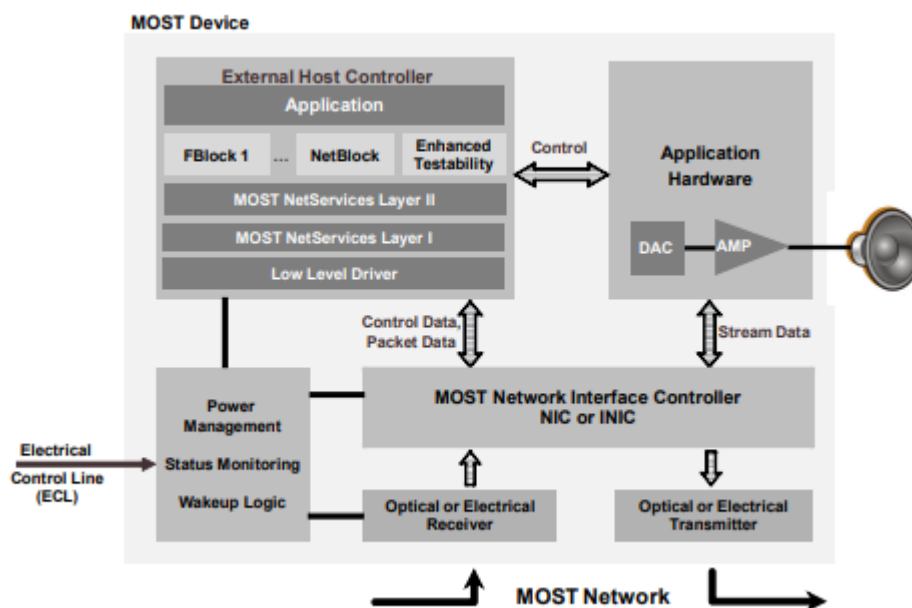 MOST Device
External Host Controller
Application
FBlock 1
...
NetBlock
Enhanced
Testability
MOST NetServices Layer II
MOST NetServices Layer I
Low Level Driver
Control
Application
Hardware
DAC
AMP
Control Data,
Packet Data
Stream Data
Power
Management
Status Monitoring
Wakeup Logic
MOST Network Interface Controller
NIC or INIC
Electrical
Control Line
(ECL)
Optical or Electrical
Receiver
Optical or Electrical
Transmitter
MOST Network